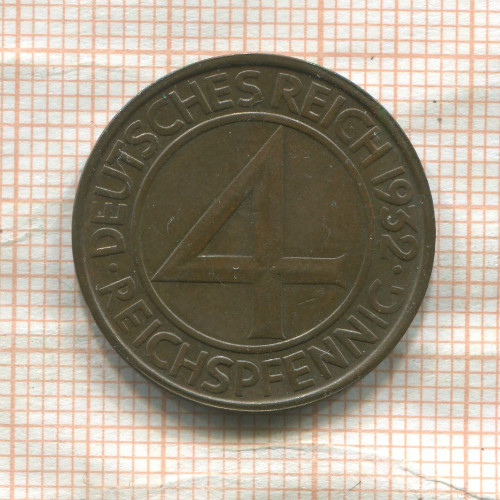 DEUTSCHES REICH 1932
4
REICHSPFENNIG